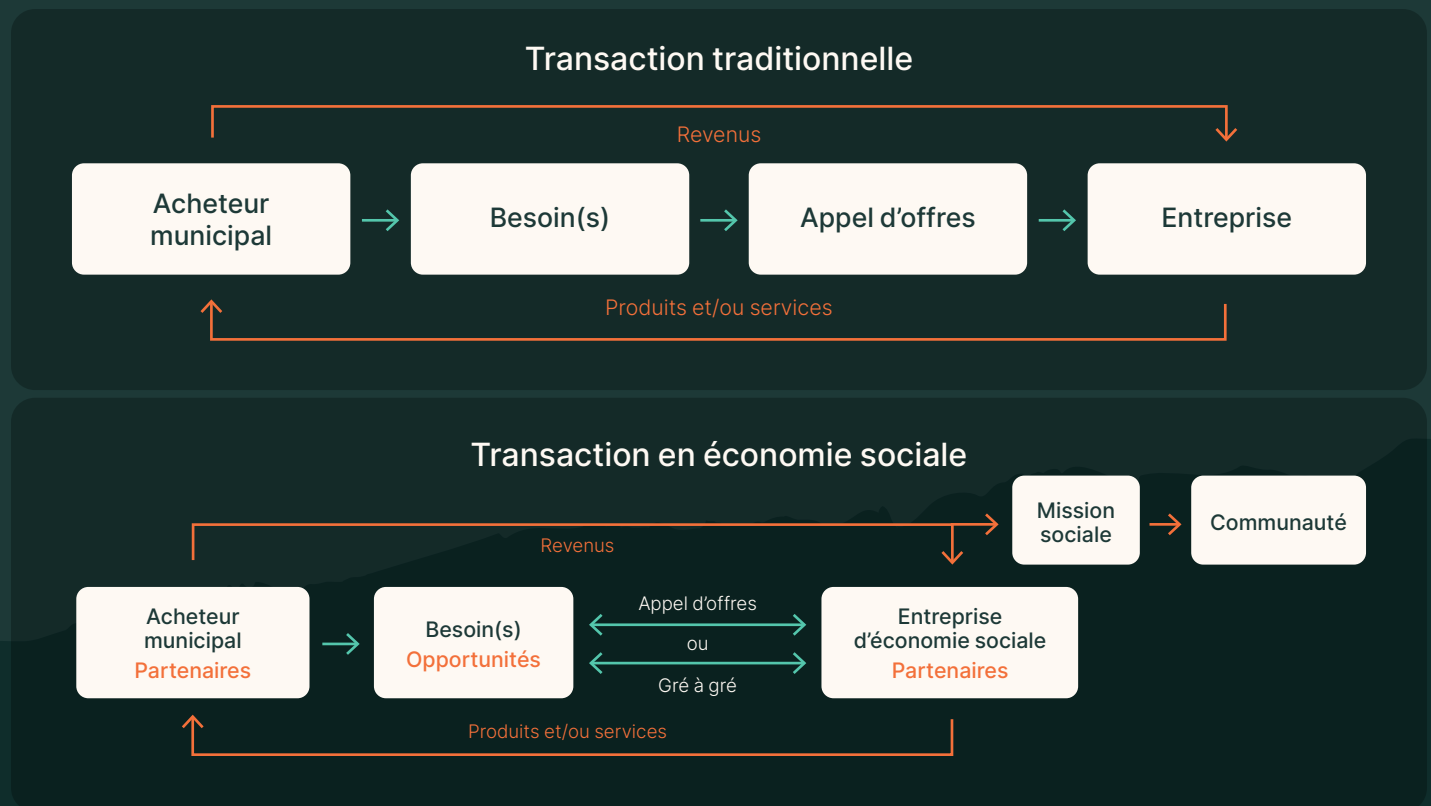 Transaction traditionnelle
Revenus
Acheteur
municipal
Besoin(s)
Appel d’offres
Entreprise
Produits et/ou services
Transaction en économie sociale
Mission
sociale
Communauté
Revenus
Acheteur
municipal
Partenaires
Besoin(s)
Opportunités
Appel d’offres
ou
Gré à gré
Entreprise
d’économie sociale
Partenaires
Produits et/ou services